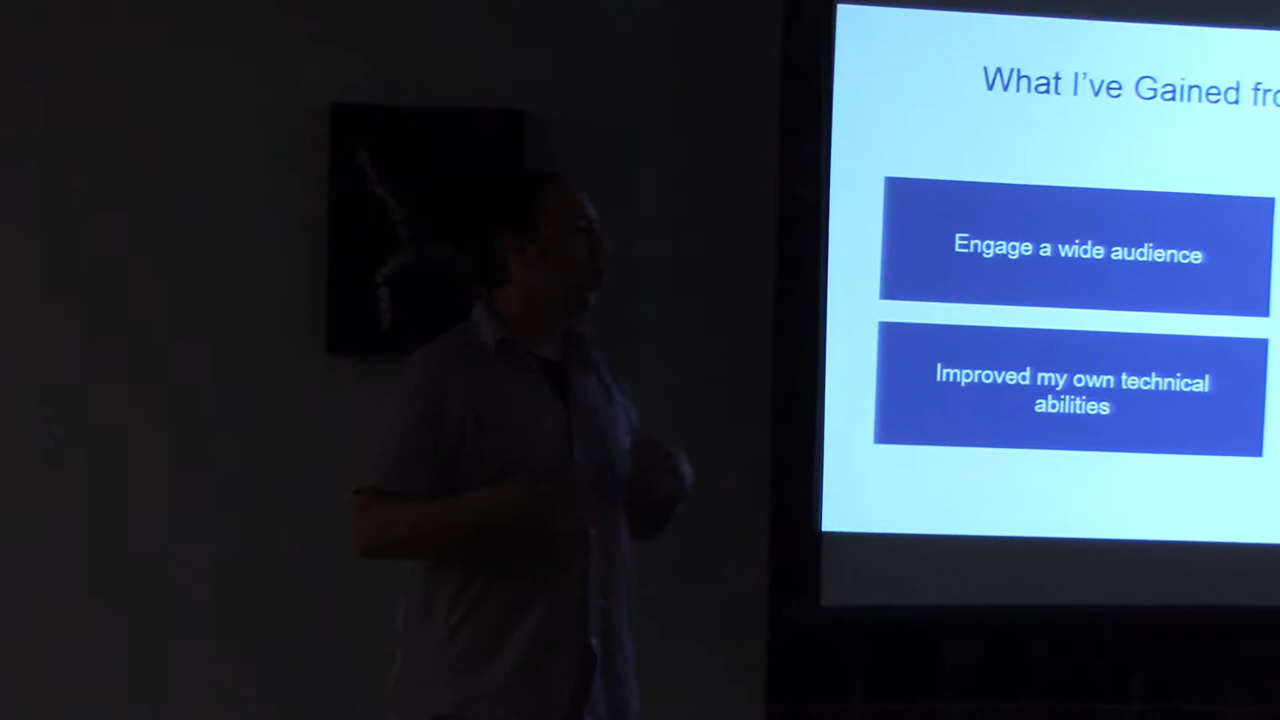 What I've Gained
Engage a wide audience
Improved my own technical
abilities